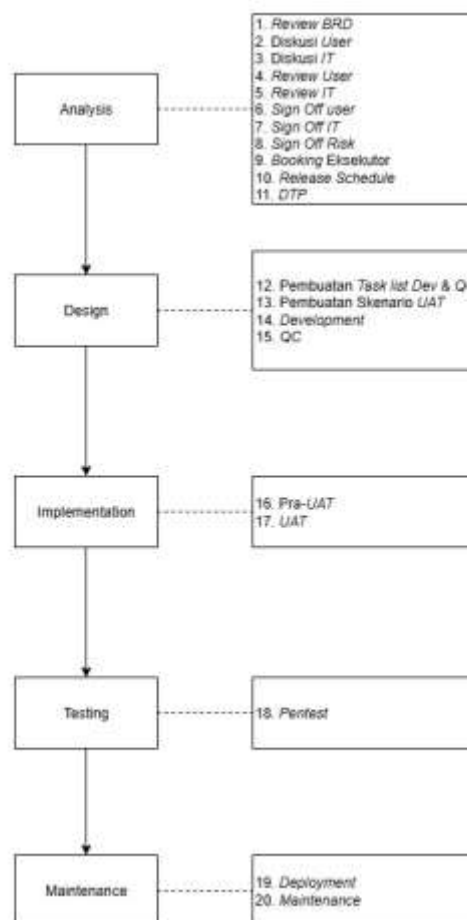 Analysis
1. Review BRD
2. Diskusi User
3. Diskusi IT
4. Review User
5. Review IT
6. Sign Off user
7. Sign Off IT
8. Sign Off Risk
9. Booking Eksekutor
10. Release Schedule
11. DTP
Design
12. Pembuatan Task list Dev & Q
13. Pembuatan Skenario UAT
14. Development
15. QC
Implementation
16. Pra-UAT
17. UAT
Testing
18. Pentest
Maintenance
19. Deployment
20. Maintenance